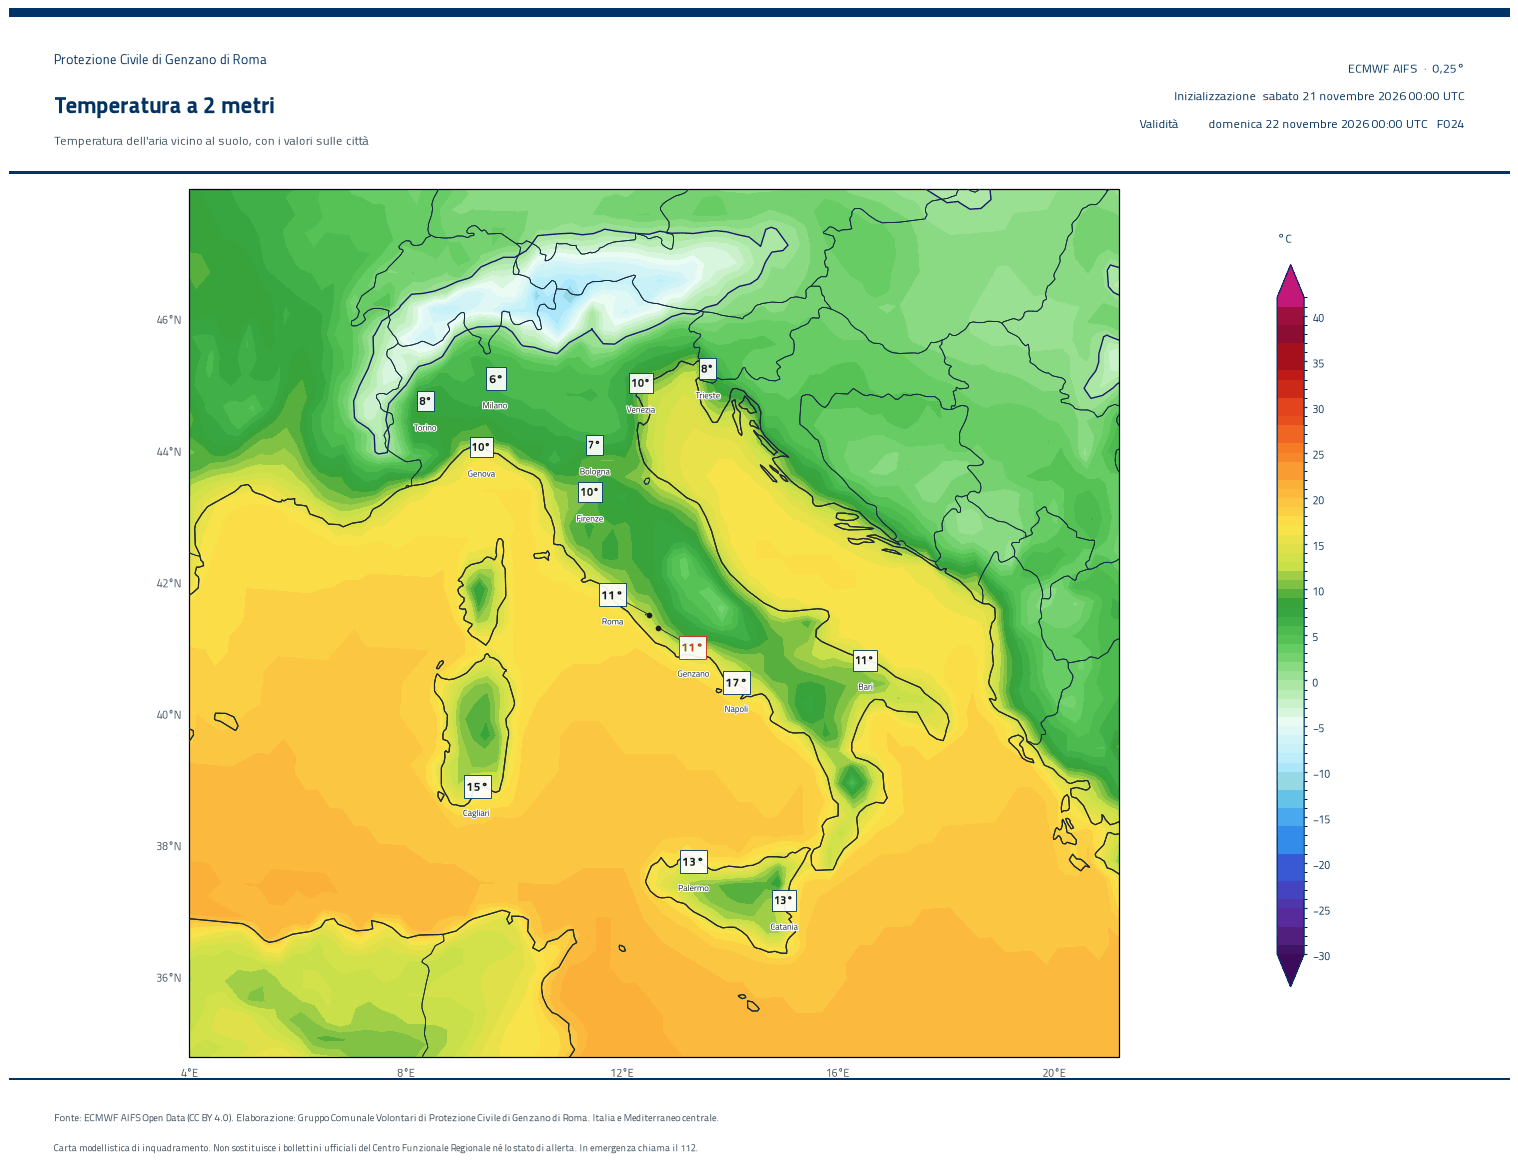 Protezione Civile di Genzano di Roma
Temperatura a 2 metri
Temperatura dell'aria vicino al suolo, con i valori sulle città
ECMWF AIFS · 0,25°
Inizializzazione sabato 21 novembre 2026 00:00 UTC
Validità domenica 22 novembre 2026 00:00 UTC F024
°C
40
35
30
25
20
15
10
5
0
−5
−10
−15
−20
−25
−30
46°N
44°N
42°N
40°N
38°N
36°N
4°E
8°E
12°E
16°E
20°E
8°
Torino
6°
Milano
10°
Venezia
8°
Trieste
10°
Genova
7°
Bologna
10°
Firenze
11°
Roma
11°
Genzano
17°
Napoli
11°
Bari
15°
Cagliari
13°
Palermo
13°
Catania
Fonte: ECMWF AIFS Open Data (CC BY 4.0). Elaborazione: Gruppo Comunale Volontari di Protezione Civile di Genzano di Roma. Italia e Mediterraneo centrale.
Carta modellistica di inquadramento. Non sostituisce i bollettini ufficiali del Centro Funzionale Regionale né lo stato di allerta. In emergenza chiama il 112.